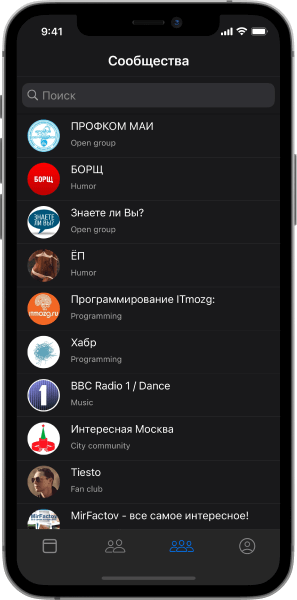 9:41
Сообщества
Поиск
ПРОФКОМ МАИ
Open group
БОРЩ
БОРЩ
Humor
ЗНАЕТЕ
ЛИ ВЫ?
Знаете ли Вы?
Open group
ЁП
Humor
ITmozg.ru
Программирование ITmozg:
Programming
Хабр
Programming
1
BBC Radio 1 / Dance
Music
Интересная Москва
City community
Tiesto
Fan club
MirFactov
MirFactov - все самое интересное!